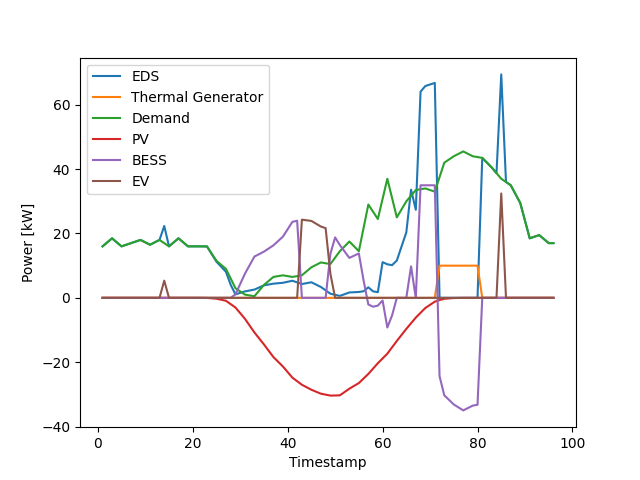 EDS
Thermal Generator
Demand
PV
BESS
EV
60
40
20
0
−20
−40
Power [kW]
0 20 40 60 80 100
Timestamp